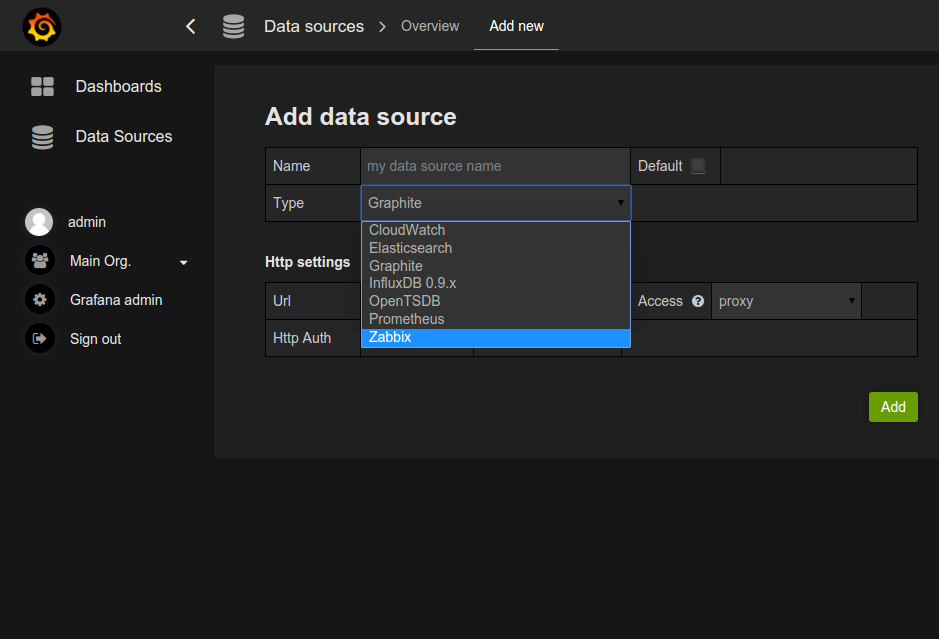 Data sources > Overview Add new
Dashboards
Data Sources
admin
Main Org.
Grafana admin
Sign out
Add data source
Name my data source name Default
Type Graphite
CloudWatch
Elasticsearch
Graphite
InfluxDB 0.9.x
OpenTSDB
Prometheus
Zabbix
Http settings
Url Access ? proxy
Http Auth
Add